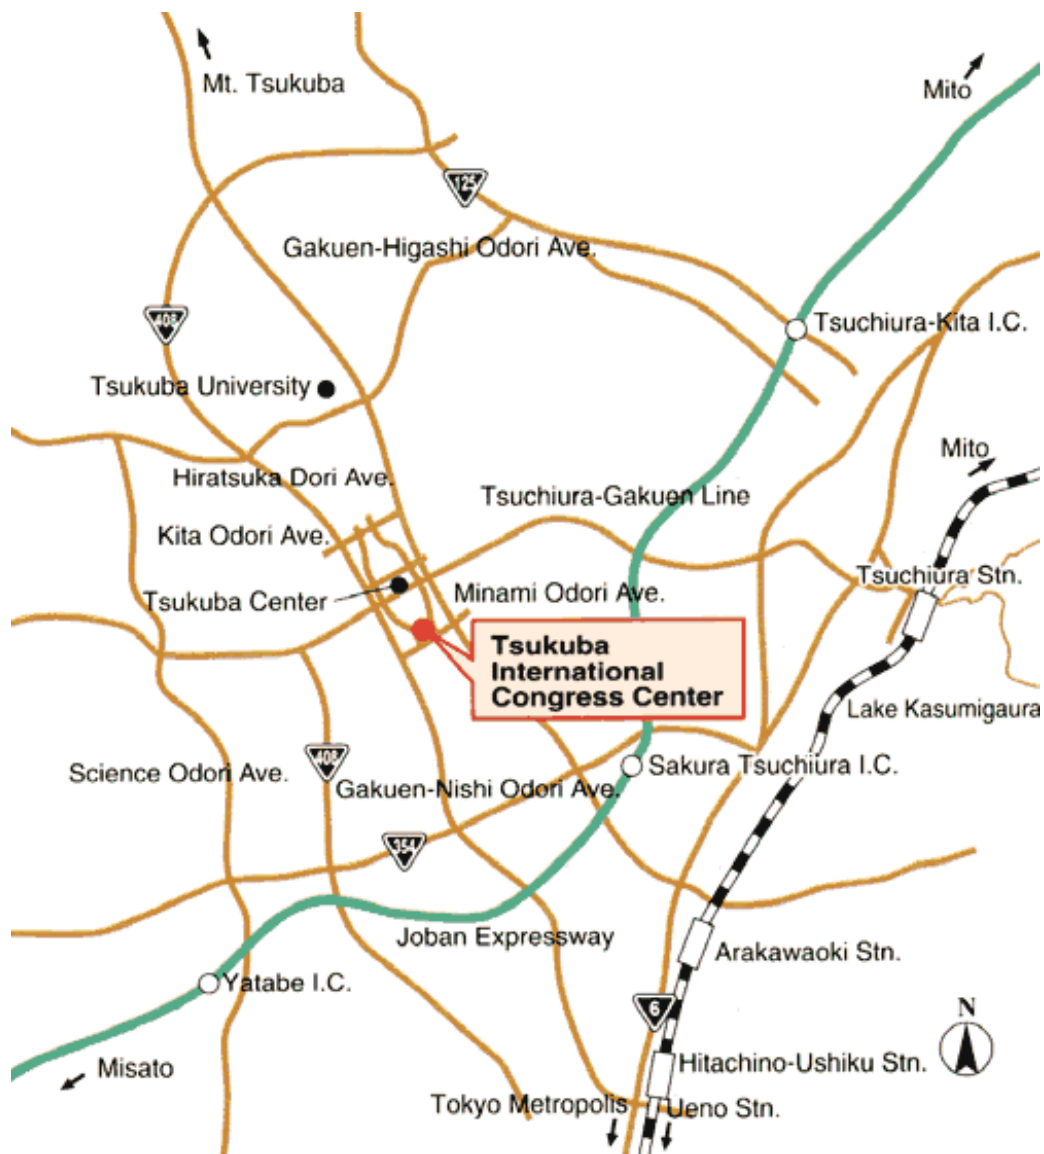 Mt. Tsukuba
Mito
125
Gakuen-Higashi Odori Ave.
408
Tsuchiura-Kita I.C.
Tsukuba University
Mito
Hiratsuka Dori Ave.
Tsuchiura-Gakuen Line
Kita Odori Ave.
Tsuchiura Stn.
Tsukuba Center
Minami Odori Ave.
Tsukuba
International
Congress Center
Lake Kasumigaura
408
Science Odori Ave.
Sakura Tsuchiura I.C.
Gakuen-Nishi Odori Ave.
354
Joban Expressway
Arakawaoki Stn.
Yatabe I.C.
6
N
Misato
Hitachino-Ushiku Stn.
Tokyo Metropolis
Ueno Stn.